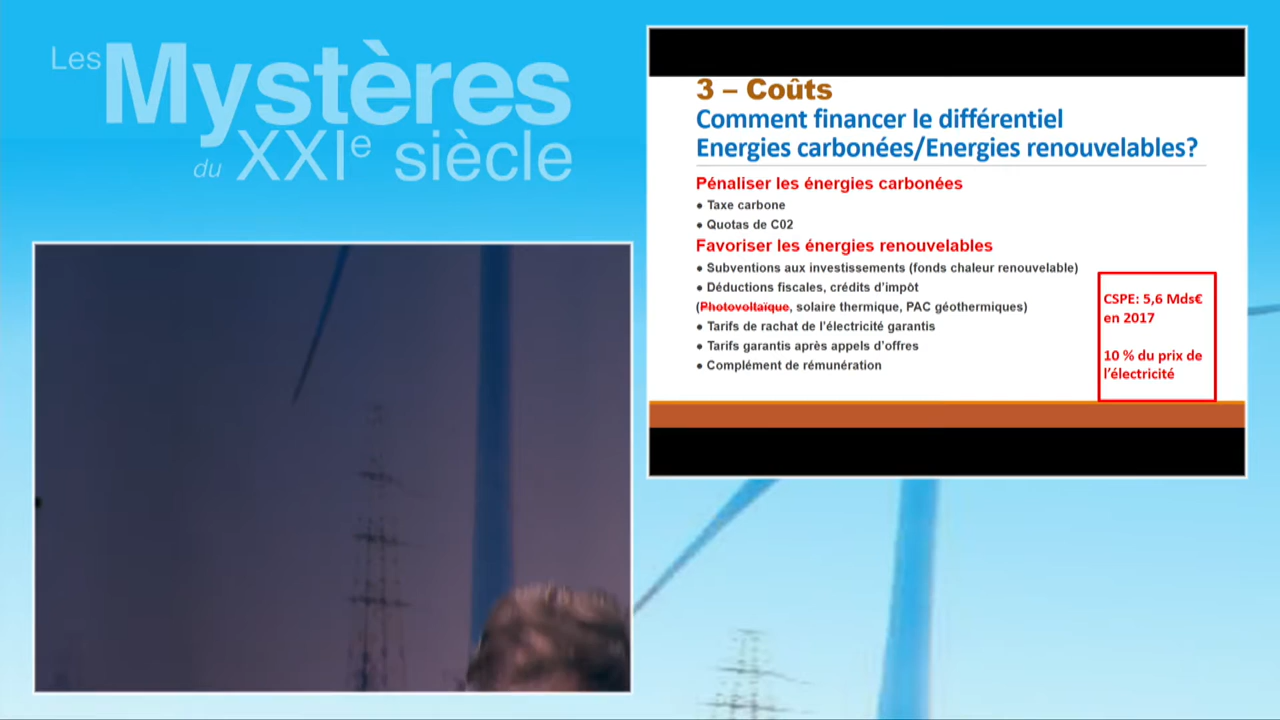 Les Mystères
du XXIe siècle
3 – Coûts
Comment financer le différentiel
Energies carbonées/Energies renouvelables?
Pénaliser les énergies carbonées
● Taxe carbone
● Quotas de C02
Favoriser les énergies renouvelables
● Subventions aux investissements (fonds chaleur renouvelable)
● Déductions fiscales, crédits d’impôt
(Photovoltaïque, solaire thermique, PAC géothermiques)
● Tarifs de rachat de l’électricité garantis
● Tarifs garantis après appels d’offres
● Complément de rémunération
CSPE: 5,6 Mds€
en 2017
10 % du prix de
l’électricité